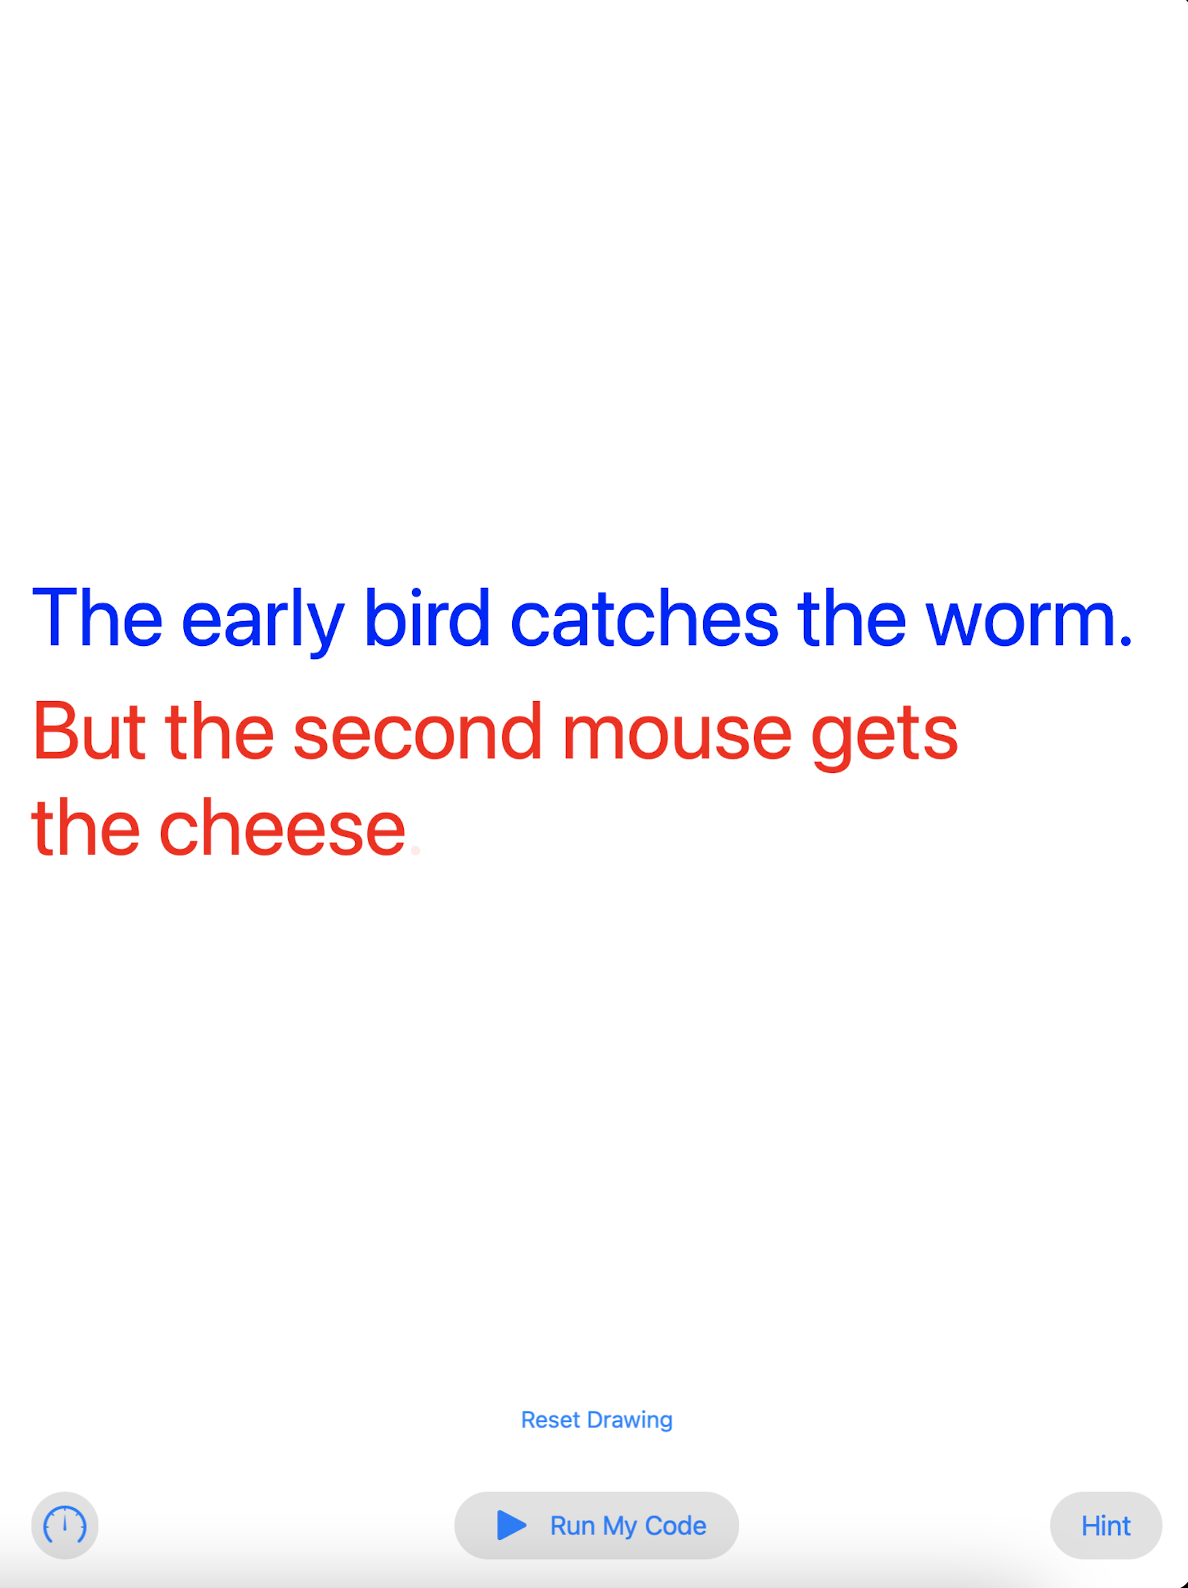 The early bird catches the worm.
But the second mouse gets
the cheese.
Reset Drawing
Run My Code
Hint